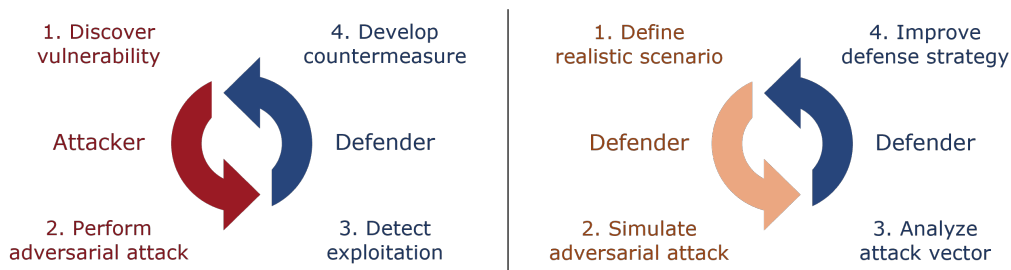 1. Discover
vulnerability
4. Develop
countermeasure
Attacker
Defender
2. Perform
adversarial attack
3. Detect
exploitation
1. Define
realistic scenario
4. Improve
defense strategy
Defender
Defender
2. Simulate
adversarial attack
3. Analyze
attack vector